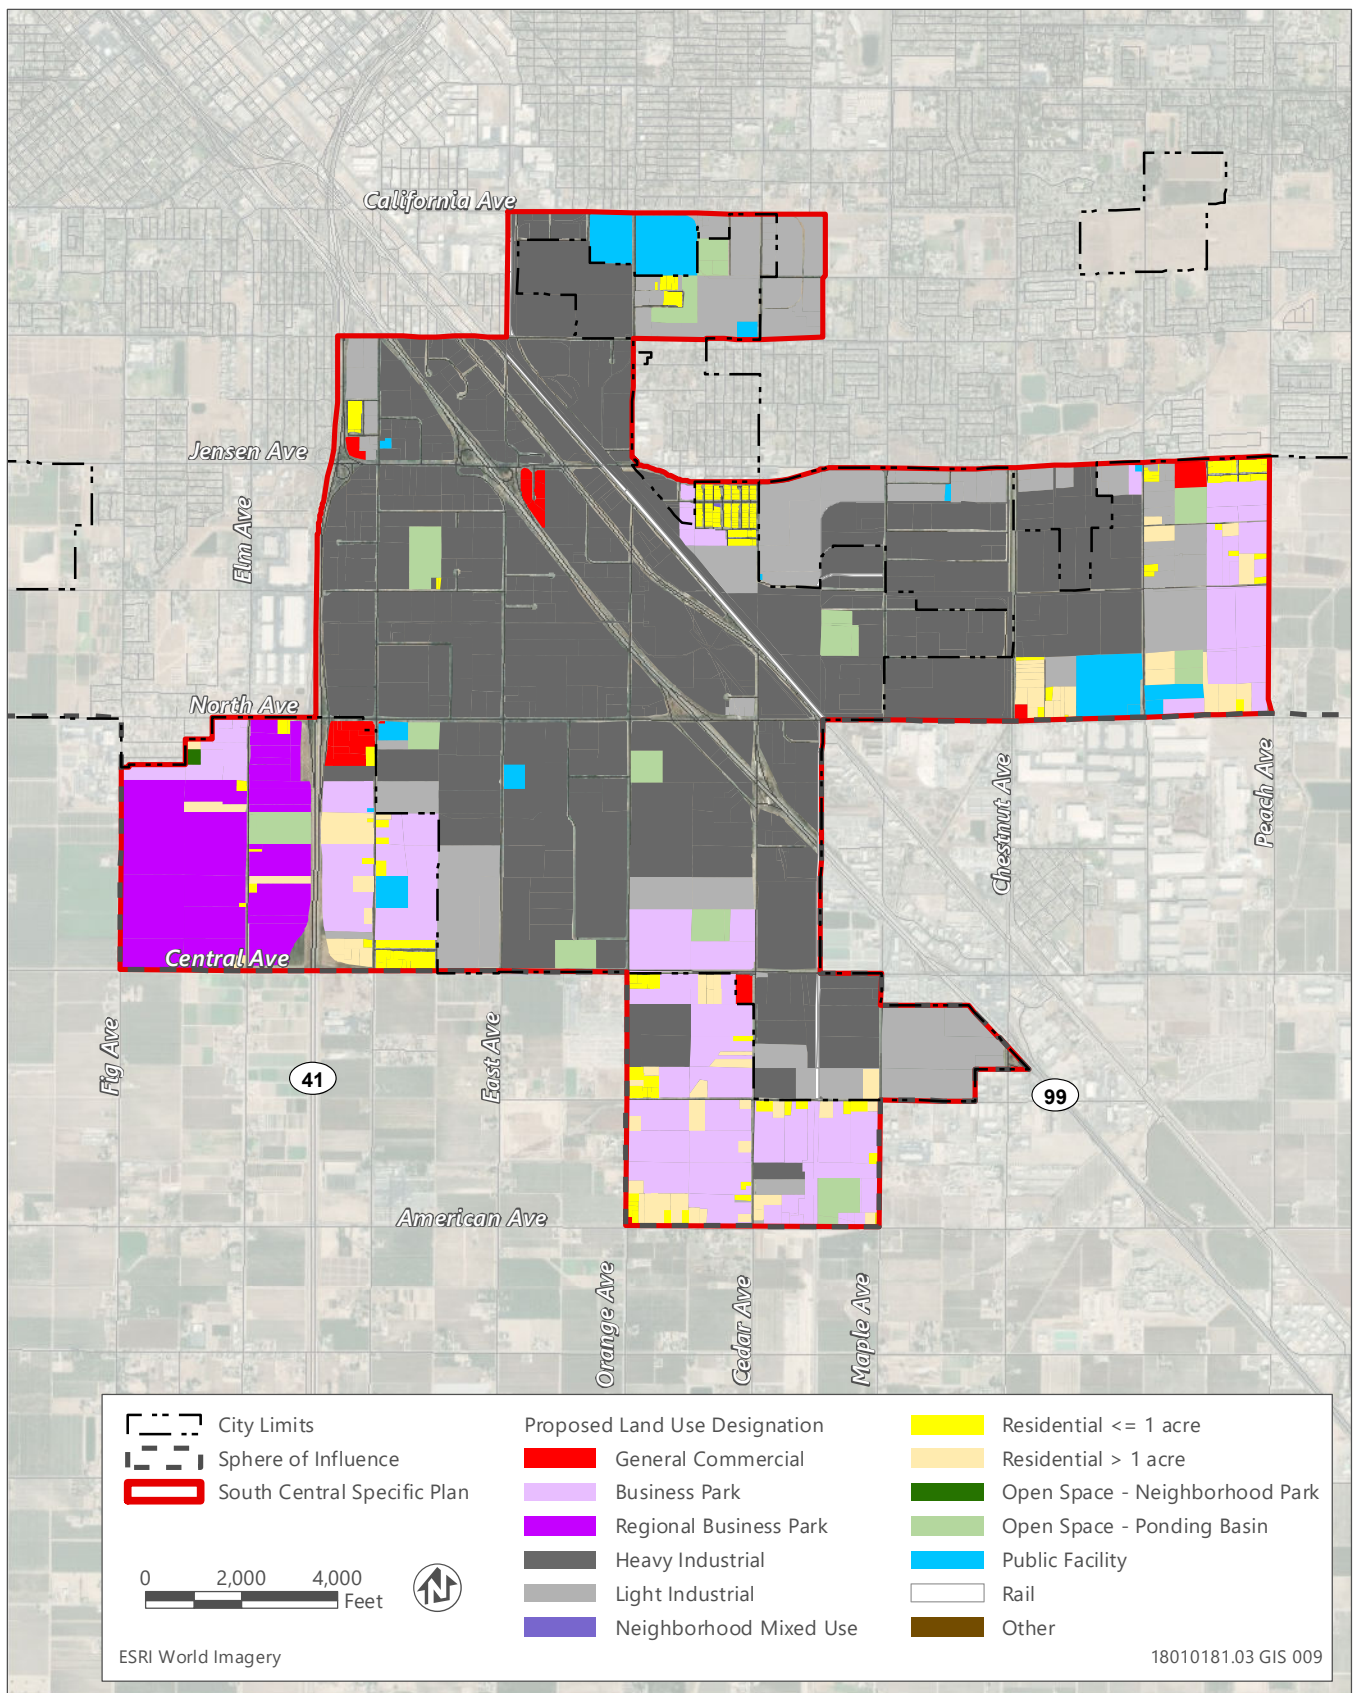 California Ave
Jensen Ave
Elm Ave
North Ave
Chestnut Ave
Peach Ave
Central Ave
Fig Ave
East Ave
41
99
American Ave
Orange Ave
Cedar Ave
Maple Ave
City Limits
Sphere of Influence
South Central Specific Plan
0 2,000 4,000
Feet
N
ESRI World Imagery
Proposed Land Use Designation
General Commercial
Business Park
Regional Business Park
Heavy Industrial
Light Industrial
Neighborhood Mixed Use
Residential <= 1 acre
Residential > 1 acre
Open Space - Neighborhood Park
Open Space - Ponding Basin
Public Facility
Rail
Other
18010181.03 GIS 009